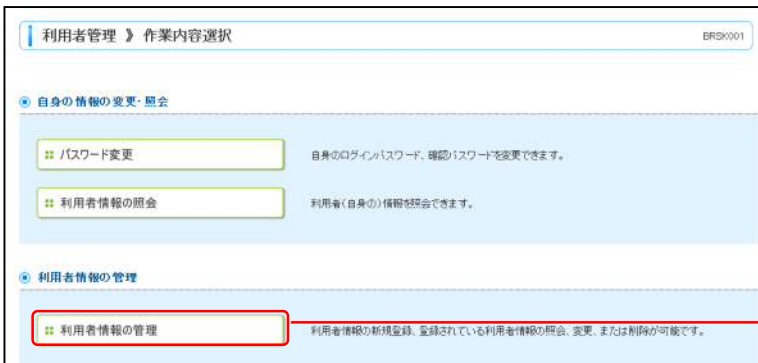 利用者管理 》 作業内容選択
BRSK001
自身の情報の変更・照会
パスワード変更
自身のログインパスワード、確認パスワードを変更できます。
利用者情報の照会
利用者（自身の）情報を照会できます。
利用者情報の管理
利用者情報の管理
利用者情報の新規登録、登録されている利用者情報の照会、変更、または削除が可能です。